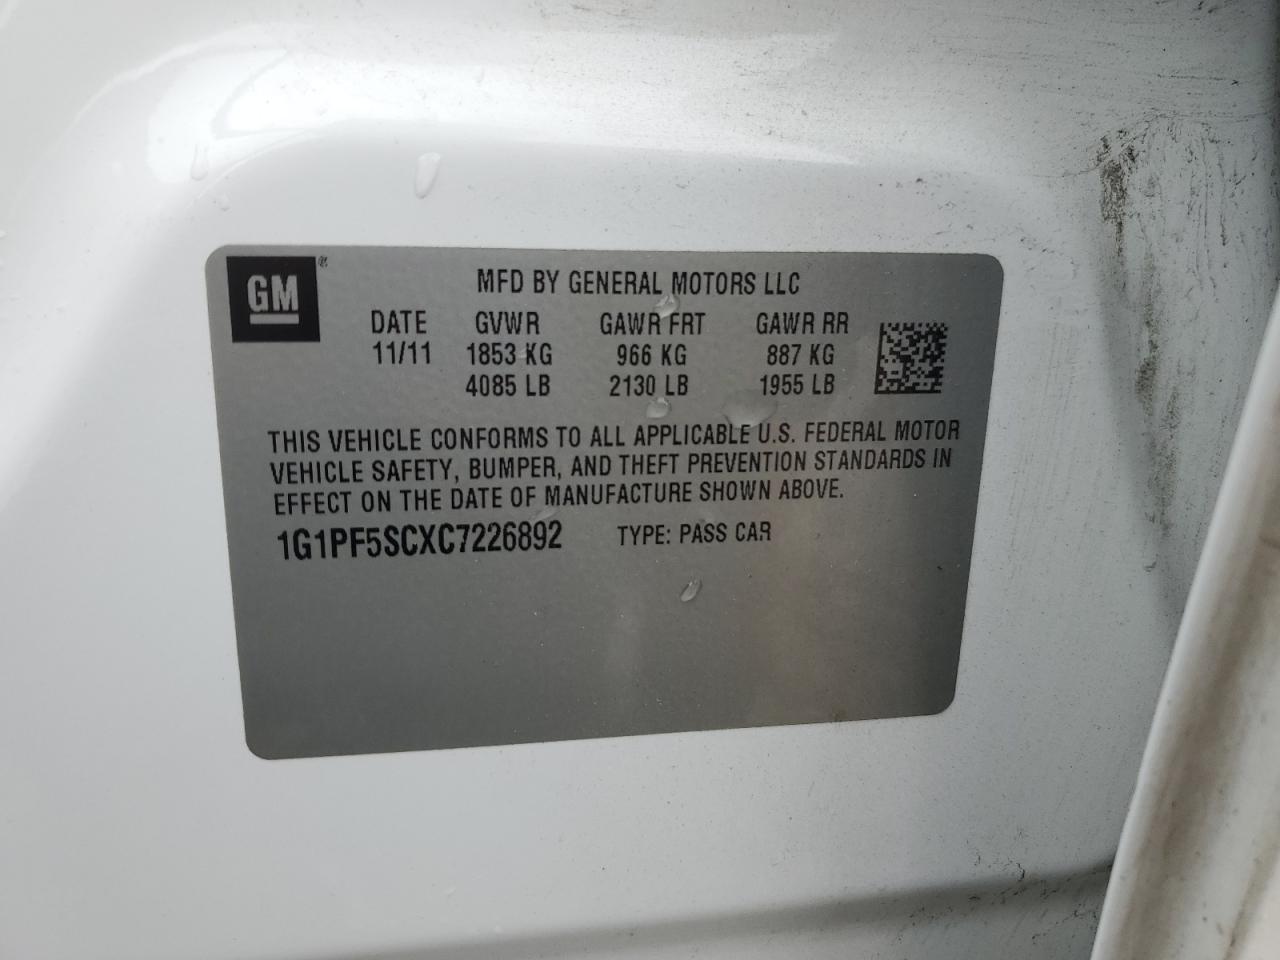 GM®
MFD BY GENERAL MOTORS LLC
DATE GVWR GAWR FRT GAWR RR
11/11 1853 KG 966 KG 887 KG
4085 LB 2130 LB 1955 LB
THIS VEHICLE CONFORMS TO ALL APPLICABLE U.S. FEDERAL MOTOR
VEHICLE SAFETY, BUMPER, AND THEFT PREVENTION STANDARDS IN
EFFECT ON THE DATE OF MANUFACTURE SHOWN ABOVE.
1G1PF5SCXC7226892 TYPE: PASS CAR